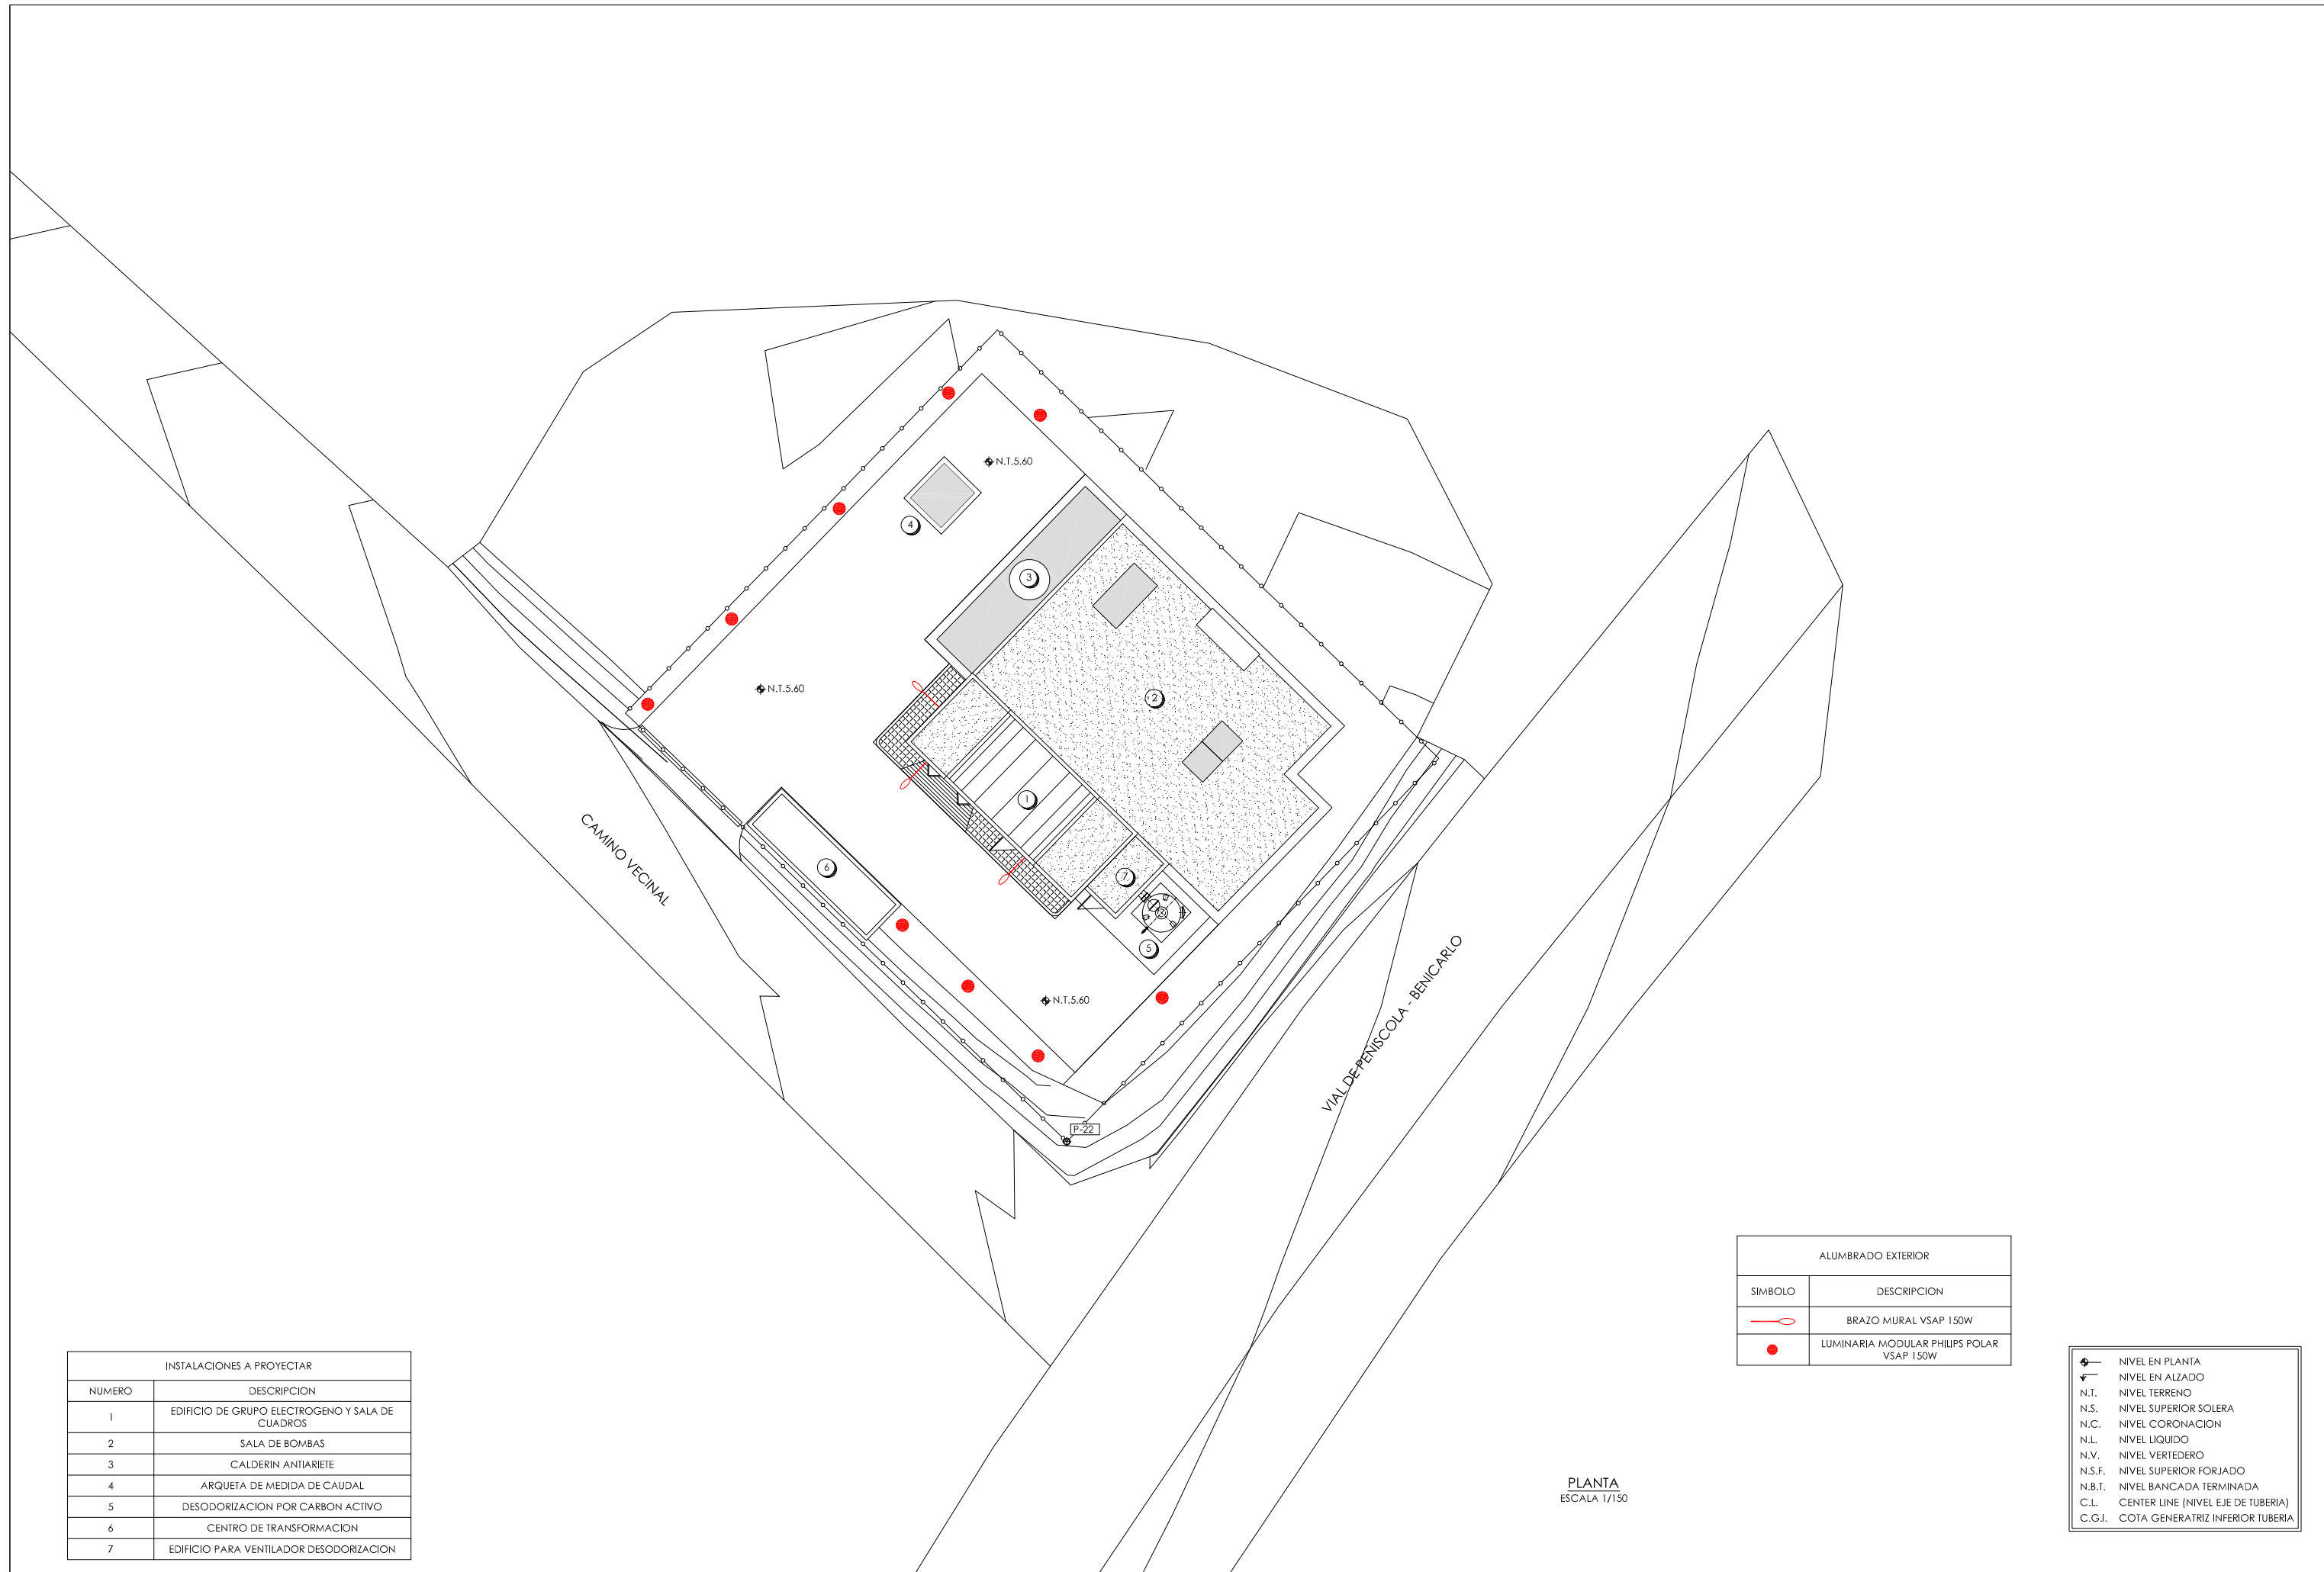 N.T.5.60
4
3
N.T.5.60
2
1
CAMINO VECINAL
6
7
5
VIAL DE PEÑISCOLA - BENICARLO
N.T.5.60
P-22
ALUMBRADO EXTERIOR
SIMBOLO DESCRIPCION
BRAZO MURAL VSAP 150W
LUMINARIA MODULAR PHILIPS POLAR
VSAP 150W
INSTALACIONES A PROYECTAR
NUMERO DESCRIPCION
1 EDIFICIO DE GRUPO ELECTROGENO Y SALA DE
CUADROS
2 SALA DE BOMBAS
3 CALDERIN ANTIARIETE
4 ARQUETA DE MEDIDA DE CAUDAL
5 DESODORIZACION POR CARBON ACTIVO
6 CENTRO DE TRANSFORMACION
7 EDIFICIO PARA VENTILADOR DESODORIZACION
PLANTA
ESCALA 1/150
NIVEL EN PLANTA
NIVEL EN ALZADO
N.T. NIVEL TERRENO
N.S. NIVEL SUPERIOR SOLERA
N.C. NIVEL CORONACION
N.L. NIVEL LIQUIDO
N.V. NIVEL VERTEDERO
N.S.F. NIVEL SUPERIOR FORJADO
N.B.T. NIVEL BANCADA TERMINADA
C.L. CENTER LINE (NIVEL EJE DE TUBERIA)
C.G.I. COTA GENERATRIZ INFERIOR TUBERIA